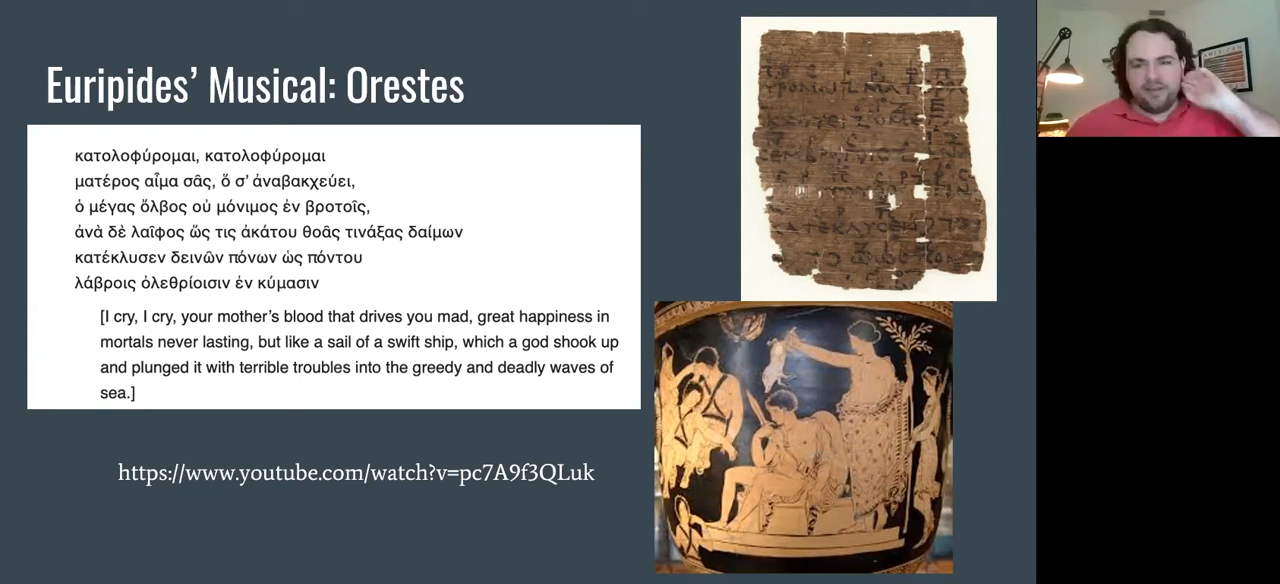 Euripides’ Musical: Orestes
κατολοφύρομαι, κατολοφύρομαι
ματέρος αἷμα σᾶς, ὅ σ’ ἀναβακχεύει,
ὁ μέγας ὄλβος οὐ μόνιμος ἐν βροτοῖς,
ἀνὰ δὲ λαῖφος ὥς τις ἀκάτου θοᾶς τινάξας δαίμων
κατέκλυσεν δεινῶν πόνων ὡς πόντου
λάβροις ὀλεθρίοισιν ἐν κύμασιν
[I cry, I cry, your mother’s blood that drives you mad, great happiness in
mortals never lasting, but like a sail of a swift ship, which a god shook up
and plunged it with terrible troubles into the greedy and deadly waves of
sea.]
https://www.youtube.com/watch?v=pc7A9f3QLuk